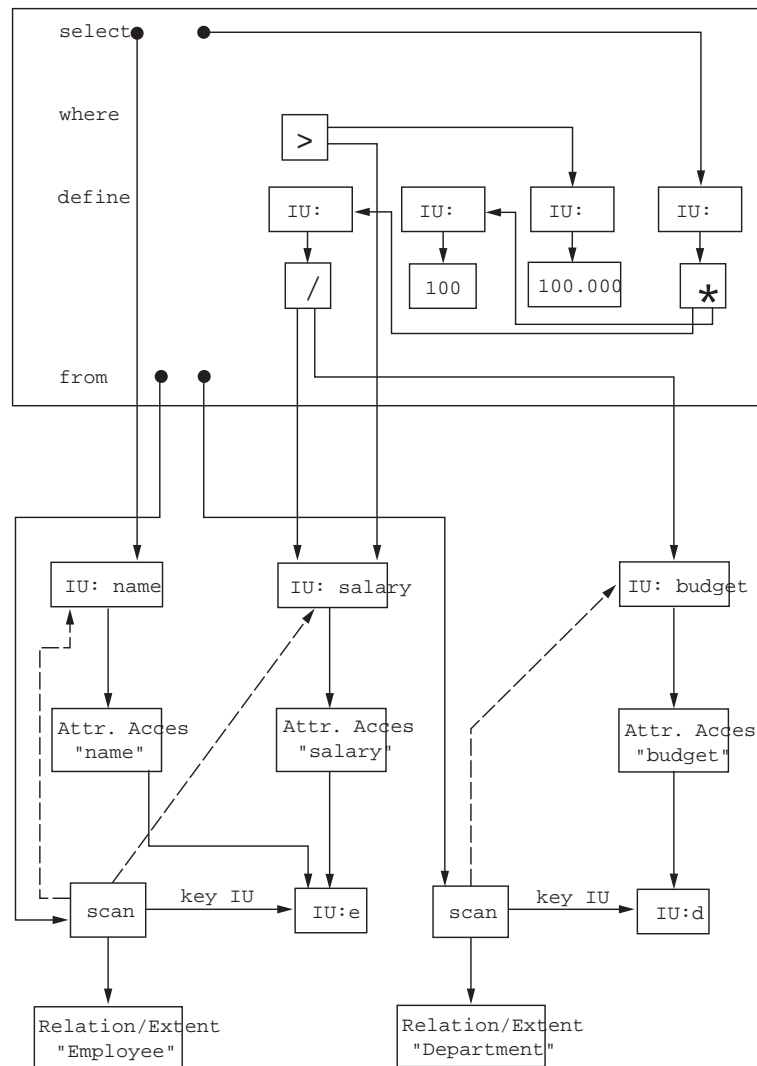 select
where
>
define
IU:
IU:
IU:
IU:
/
100
100.000
*
from
IU: name
IU: salary
IU: budget
Attr. Acces
"name"
Attr. Acces
"salary"
Attr. Acces
"budget"
scan
key IU
IU:e
scan
key IU
IU:d
Relation/Extent
"Employee"
Relation/Extent
"Department"